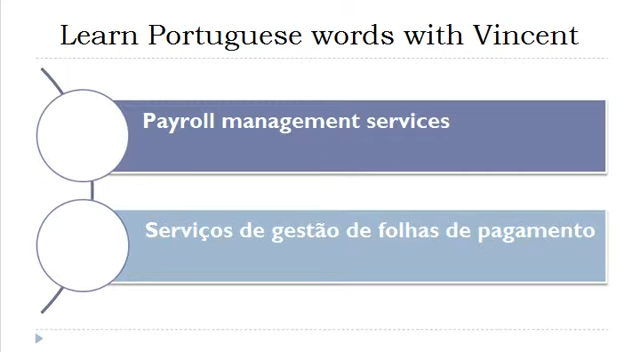 Learn Portuguese words with Vincent
Payroll management services
Serviços de gestão de folhas de pagamento